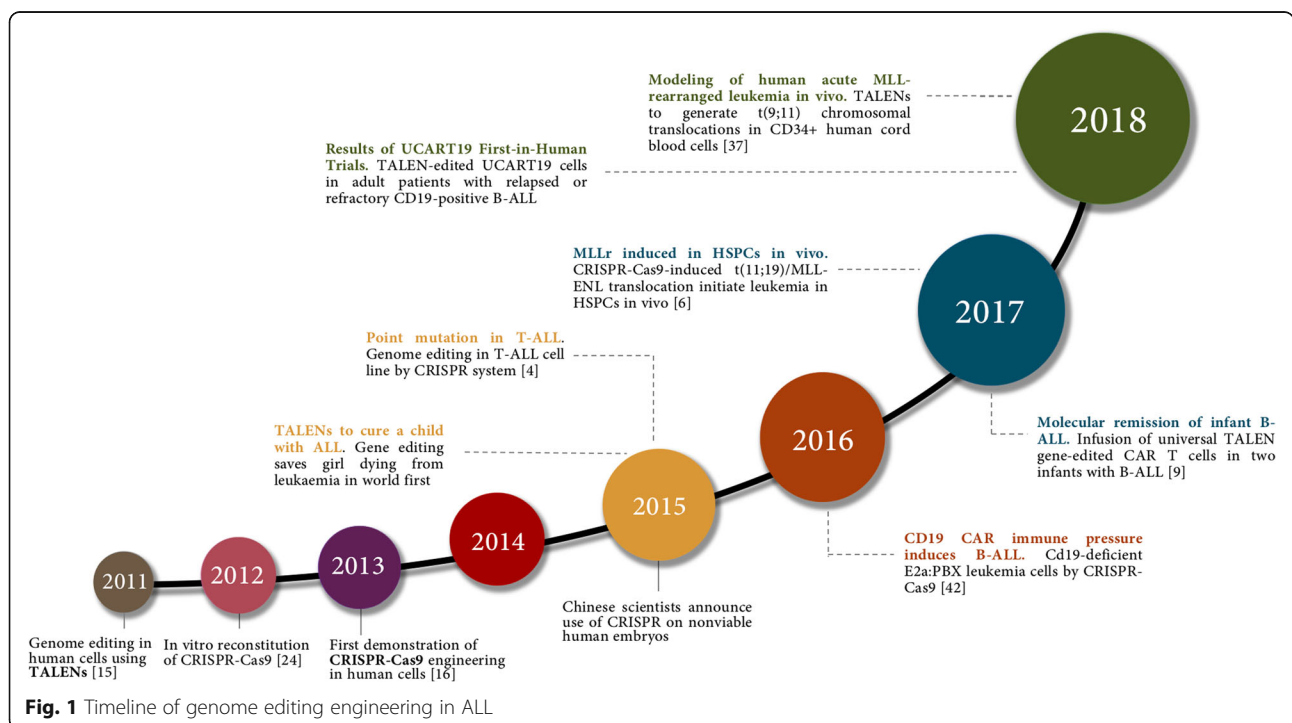 2011
Genome editing in
human cells using
TALENs [15]
2012
In vitro reconstitution
of CRISPR-Cas9 [24]
2013
First demonstration of
CRISPR-Cas9 engineering
in human cells [16]
2014
2015
TALENs to cure a child
with ALL. Gene editing
saves girl dying from
leukaemia in world first
Point mutation in T-ALL.
Genome editing in T-ALL cell
line by CRISPR system [4]
Chinese scientists announce
use of CRISPR on nonviable
human embryos
2016
CD19 CAR immune pressure
induces B-ALL. Cd19-deficient
E2a:PBX leukemia cells by CRISPR-
Cas9 [42]
2017
MLLr induced in HSPCs in vivo.
CRISPR-Cas9-induced t(11;19)/MLL-
ENL translocation initiate leukemia in
HSPCs in vivo [6]
Molecular remission of infant B-
ALL. Infusion of universal TALEN
gene-edited CAR T cells in two
infants with B-ALL [9]
2018
Modeling of human acute MLL-
rearranged leukemia in vivo. TALENs
to generate t(9;11) chromosomal
translocations in CD34+ human cord
blood cells [37]
Results of UCART19 First-in-Human
Trials. TALEN-edited UCART19 cells
in adult patients with relapsed or
refractory CD19-positive B-ALL
Fig. 1 Timeline of genome editing engineering in ALL